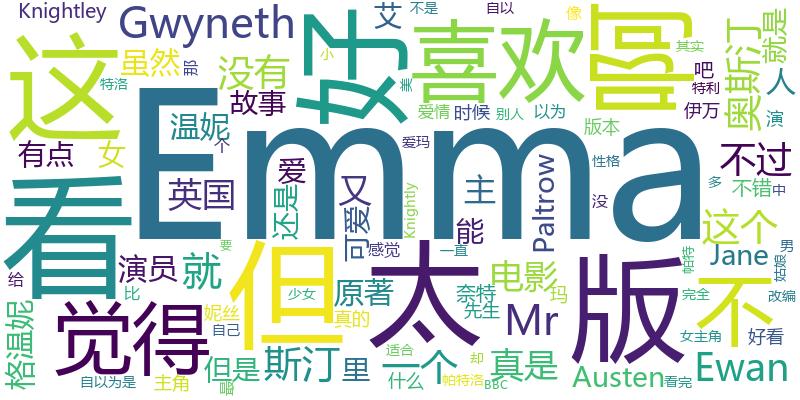 Knightley
Gwyneth
艾
不是
自以
像
其实
这
虽然
没有
好
小
美
喜欢
啊
奥斯汀
就是
特洛
故事
爱情
时候
别人
以为
吧
特利
伊万
人
演
Emma
温妮
版本
有点
女
个
爱
爱玛
性格
不过
看
英国
还是
可爱
又
Knightly
能
主
Paltrow
没
多
不错
中
这个
Jane
男
姑娘
帕特
要
给
演员
就
但
感觉
太
一直
电影
版
不
格温妮
比
觉得
妮丝
自己
少女
原著
真的
奈特
先生
玛
Mr
完全
改编
女主角
好看
自以为是
主角
但是
斯汀
里
一个
适合
什么
却
帕特洛
真是
BBC
Austen
看完
Ewan